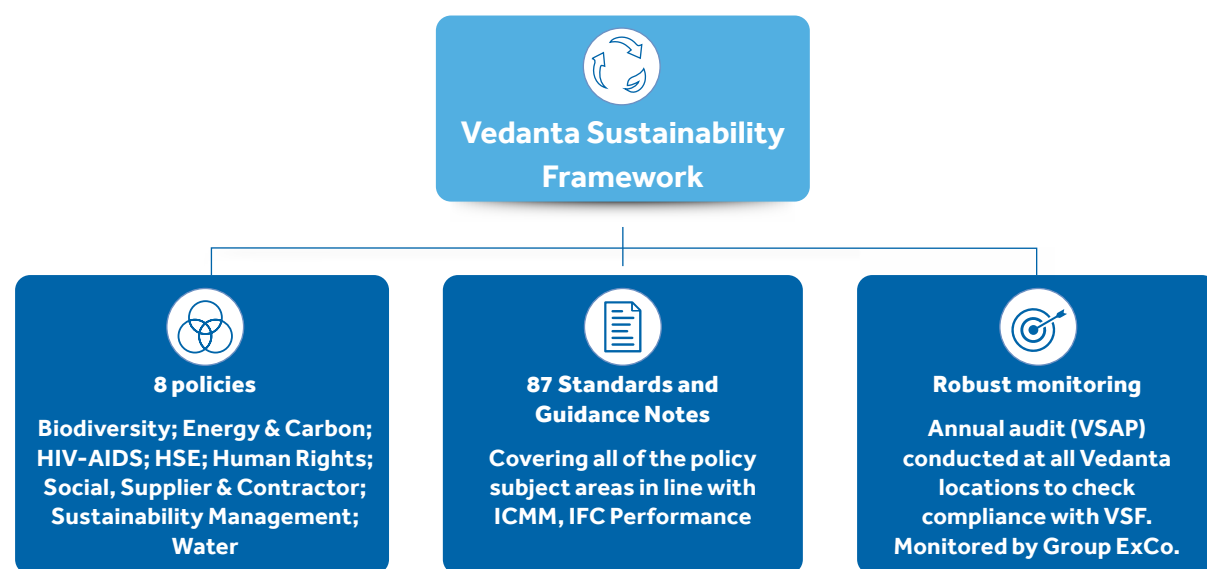 Vedanta Sustainability
Framework
8 policies
Biodiversity; Energy & Carbon;
HIV-AIDS; HSE; Human Rights;
Social, Supplier & Contractor;
Sustainability Management;
Water
87 Standards and
Guidance Notes
Covering all of the policy
subject areas in line with
ICMM, IFC Performance
Robust monitoring
Annual audit (VSAP)
conducted at all Vedanta
locations to check
compliance with VSF.
Monitored by Group ExCo.